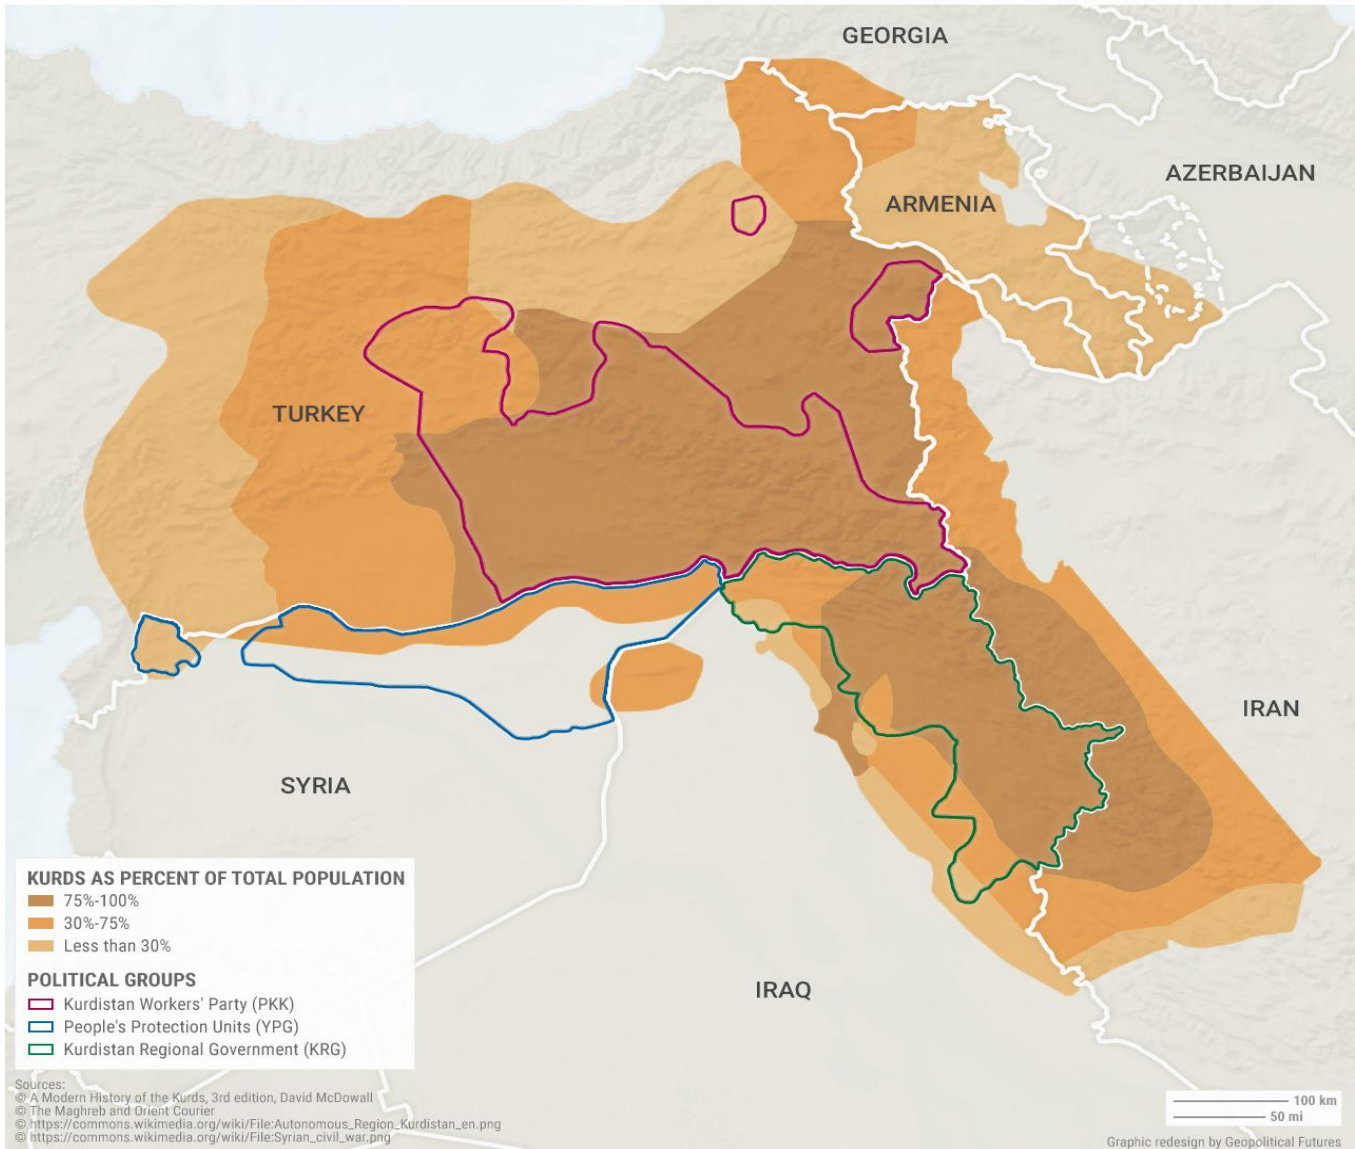 GEORGIA
AZERBAIJAN
ARMENIA
TURKEY
IRAN
SYRIA
IRAQ
KURDS AS PERCENT OF TOTAL POPULATION
75%-100%
30%-75%
Less than 30%
POLITICAL GROUPS
Kurdistan Workers' Party (PKK)
People's Protection Units (YPG)
Kurdistan Regional Government (KRG)
Sources:
© A Modern History of the Kurds, 3rd edition, David McDowall
© The Maghreb and Orient Courier
© https://commons.wikimedia.org/wiki/File:Autonomous_Region_Kurdistan_en.png
© https://commons.wikimedia.org/wiki/File:Syrian_civil_war.png
100 km
50 mi
Graphic redesign by Geopolitical Futures